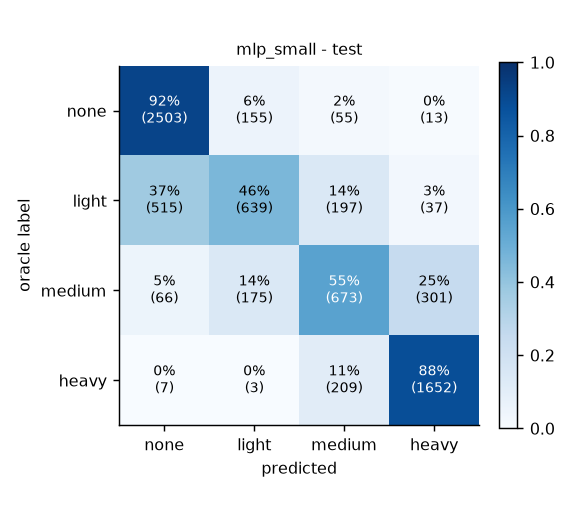 mlp_small - test
1.0
none 92% 6% 2% 0%
(2503) (155) (55) (13)
0.8
light 37% 46% 14% 3%
(515) (639) (197) (37)
0.6
oracle label
medium 5% 14% 55% 25%
(66) (175) (673) (301)
0.4
heavy 0% 0% 11% 88%
(7) (3) (209) (1652)
0.2
0.0
none light medium heavy
predicted